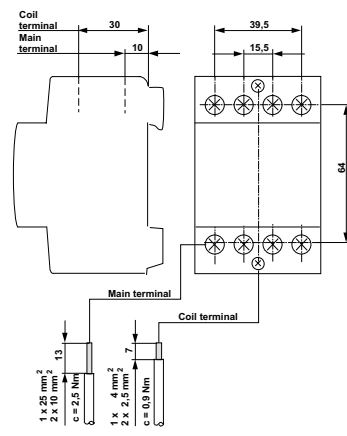 Coil
terminal
30
Main
terminal
10
39,5
15,5
64
Main terminal
Coil terminal
13
1 x 25 mm²
2 x 10 mm²
c = 2,5 Nm
7
1 x 4 mm²
2 x 2,5 mm²
c = 0,9 Nm